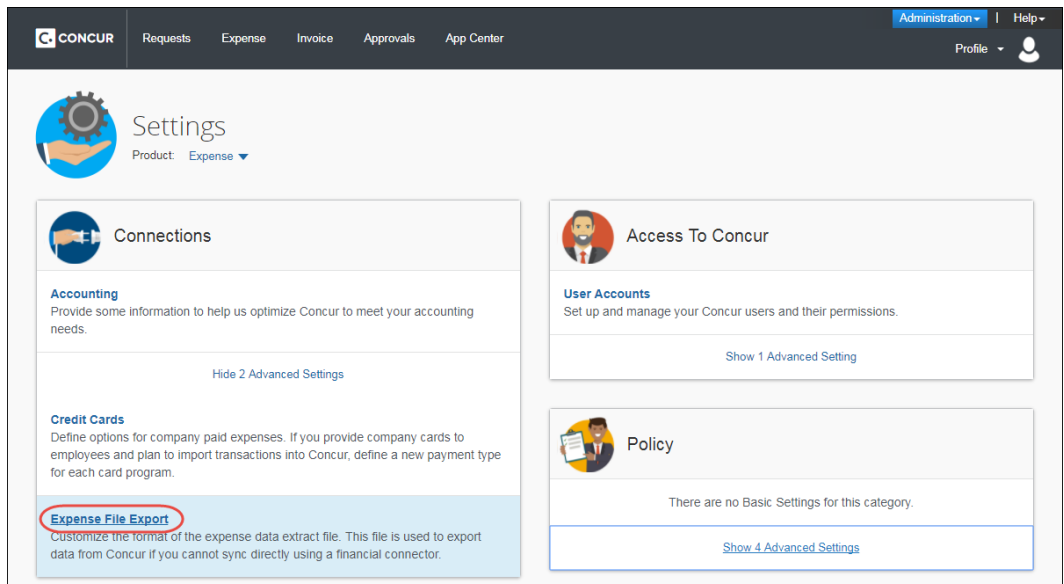 Administration | Help
C. CONCUR Requests Expense Invoice Approvals App Center
Profile
Settings
Product: Expense
Connections
Accounting
Provide some information to help us optimize Concur to meet your accounting
needs.
Hide 2 Advanced Settings
Credit Cards
Define options for company paid expenses. If you provide company cards to
employees and plan to import transactions into Concur, define a new payment type
for each card program.
Expense File Export
Customize the format of the expense data extract file. This file is used to export
data from Concur if you cannot sync directly using a financial connector.
Access To Concur
User Accounts
Set up and manage your Concur users and their permissions.
Show 1 Advanced Setting
Policy
There are no Basic Settings for this category.
Show 4 Advanced Settings